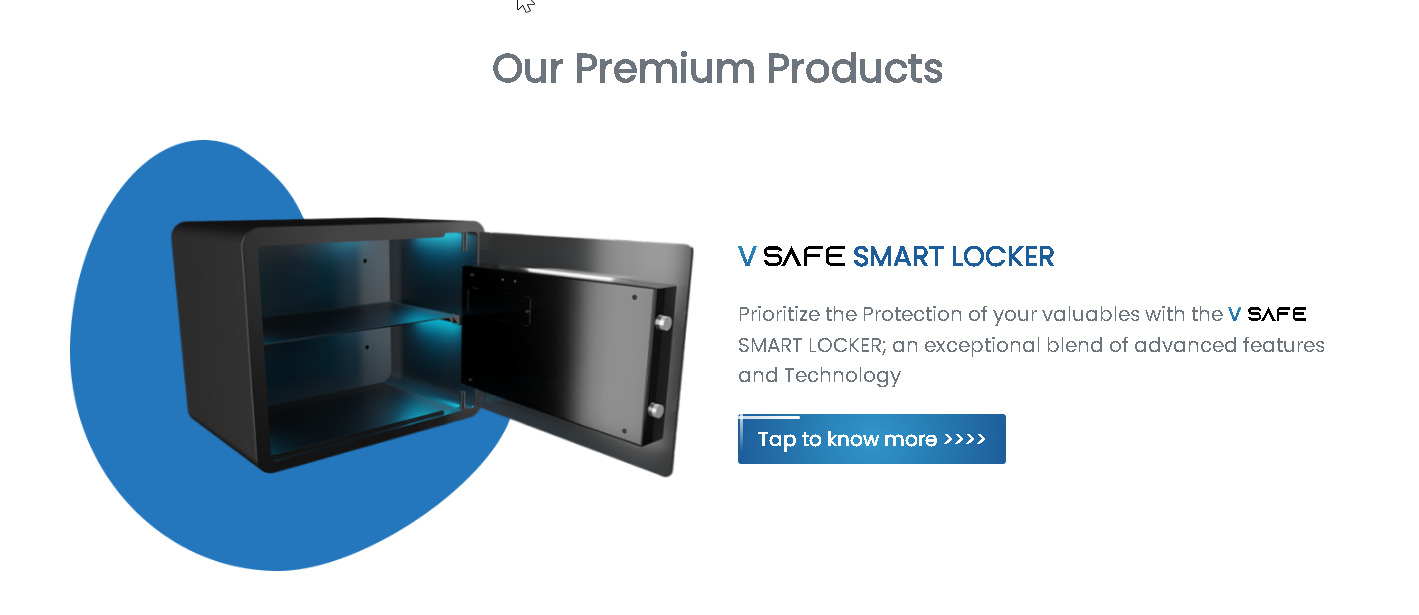 Our Premium Products
V SAFE SMART LOCKER
Prioritize the Protection of your valuables with the V SAFE
SMART LOCKER; an exceptional blend of advanced features
and Technology
Tap to know more >>>>